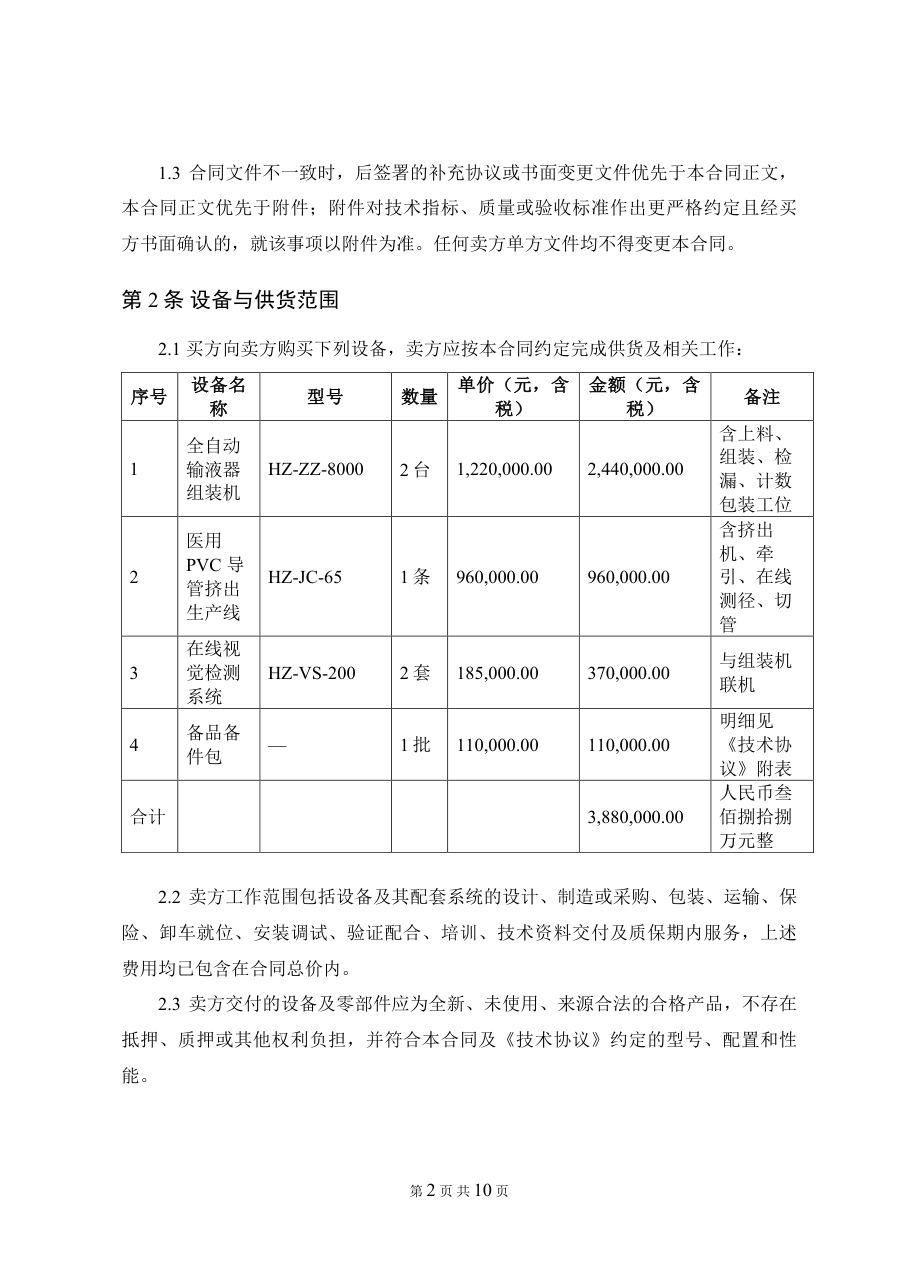 1.3 合同文件不一致时，后签署的补充协议或书面变更文件优先于本合同正文，
本合同正文优先于附件；附件对技术指标、质量或验收标准作出更严格约定且经买
方书面确认的，就该事项以附件为准。任何卖方单方文件均不得变更本合同。
第 2 条 设备与供货范围
2.1 买方向卖方购买下列设备，卖方应按本合同约定完成供货及相关工作：
序号
设备名
称
型号
数量
单价（元，含
税）
金额（元，含
税）
备注
1
全自动
输液器
组装机
HZ-ZZ-8000
2 台
1,220,000.00
2,440,000.00
含上料、
组装、检
漏、计数
包装工位
2
医用
PVC 导
管挤出
生产线
HZ-JC-65
1 条
960,000.00
960,000.00
含挤出
机、牵
引、在线
测径、切
管
3
在线视
觉检测
系统
HZ-VS-200
2 套
185,000.00
370,000.00
与组装机
联机
4
备品备
件包
—
1 批
110,000.00
110,000.00
明细见
《技术协
议》附表
合计
3,880,000.00
人民币叁
佰捌拾捌
万元整
2.2 卖方工作范围包括设备及其配套系统的设计、制造或采购、包装、运输、保
险、卸车就位、安装调试、验证配合、培训、技术资料交付及质保期内服务，上述
费用均已包含在合同总价内。
2.3 卖方交付的设备及零部件应为全新、未使用、来源合法的合格产品，不存在
抵押、质押或其他权利负担，并符合本合同及《技术协议》约定的型号、配置和性
能。
第 2 页 共 10 页